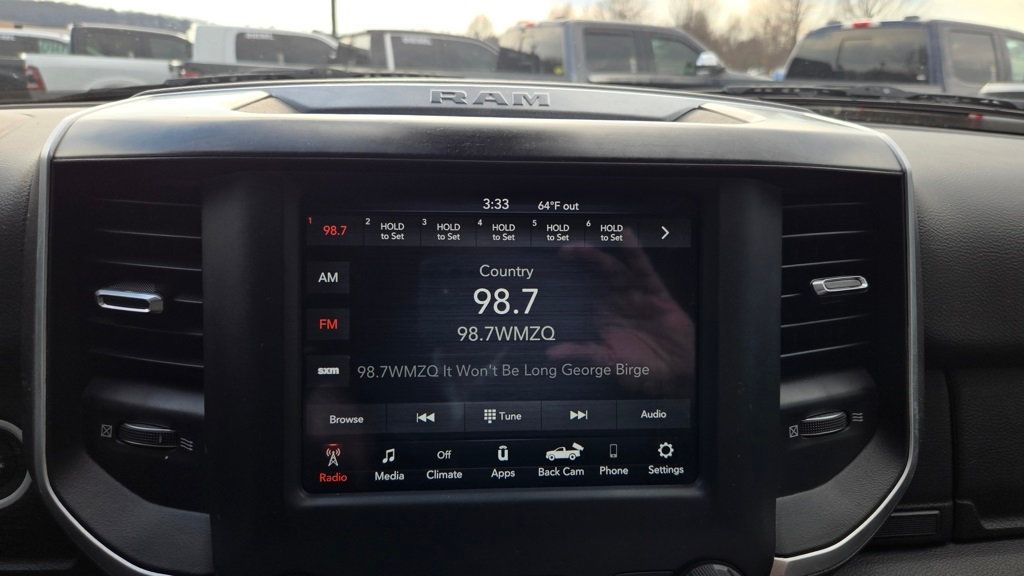 RAM
3:33 64°F out
1 98.7 2 HOLD to Set 3 HOLD to Set 4 HOLD to Set 5 HOLD to Set 6 HOLD to Set
AM
Country
98.7
FM
98.7WMZQ
sxm
98.7WMZQ It Won't Be Long George Birge
Browse Tune Audio
Off
Radio Media Climate Apps Back Cam Phone Settings